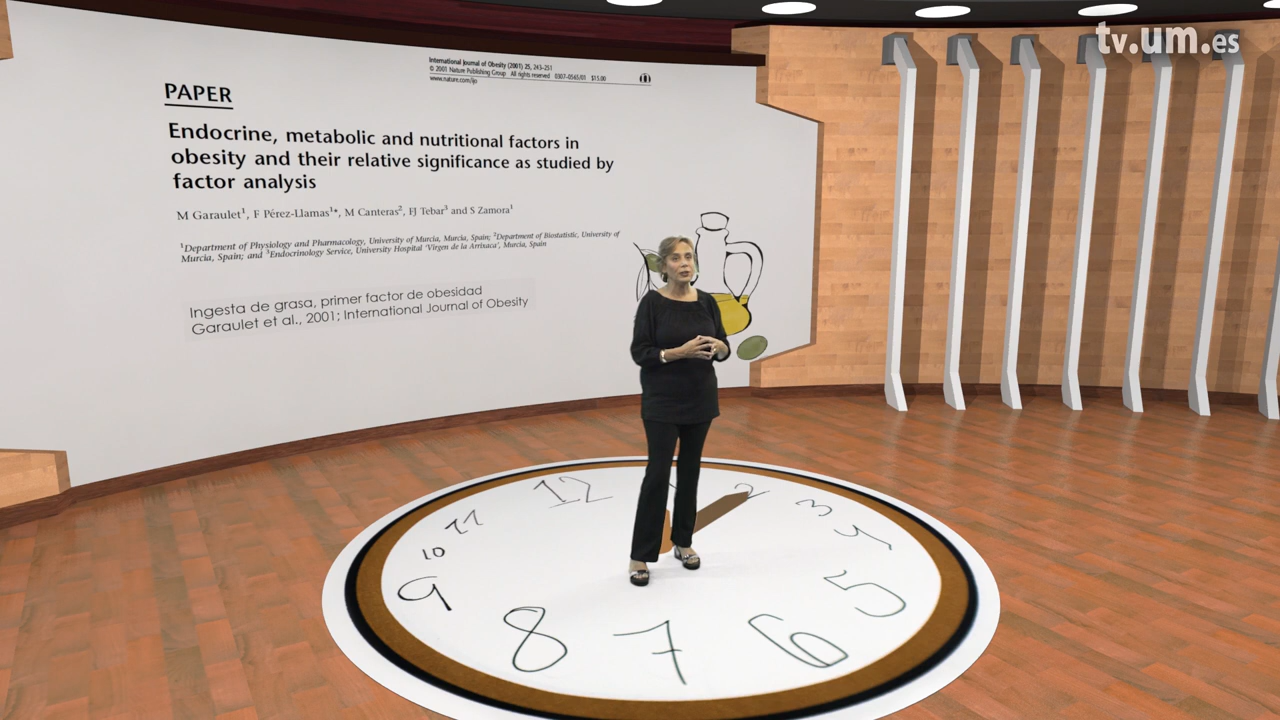 tv.um.es
International Journal of Obesity (2001) 25, 243–251
© 2001 Nature Publishing Group All rights reserved 0307-0565/01 $15.00
www.nature.com/ijo
PAPER
Endocrine, metabolic and nutritional factors in
obesity and their relative significance as studied by
factor analysis
M Garaulet¹, F Pérez-Llamas¹*, M Canteras², FJ Tebar³ and S Zamora¹
¹Department of Physiology and Pharmacology, University of Murcia, Murcia, Spain; ²Department of Biostatistic, University of
Murcia, Spain; and ³Endocrinology Service, University Hospital 'Virgen de la Arrixaca', Murcia, Spain
Ingesta de grasa, primer factor de obesidad
Garaulet et al., 2001; International Journal of Obesity
12
2
3
11
10
9
5
8
7
6